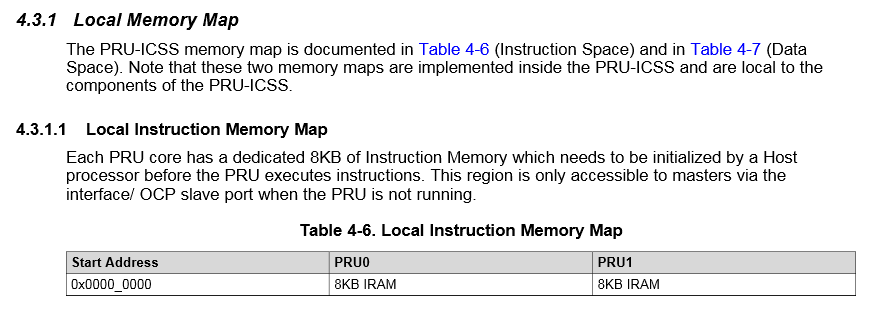 4.3.1 Local Memory Map
The PRU-ICSS memory map is documented in Table 4-6 (Instruction Space) and in Table 4-7 (Data
Space). Note that these two memory maps are implemented inside the PRU-ICSS and are local to the
components of the PRU-ICSS.
4.3.1.1 Local Instruction Memory Map
Each PRU core has a dedicated 8KB of Instruction Memory which needs to be initialized by a Host
processor before the PRU executes instructions. This region is only accessible to masters via the
interface/ OCP slave port when the PRU is not running.
Table 4-6. Local Instruction Memory Map
Start Address PRU0 PRU1
0x0000_0000 8KB IRAM 8KB IRAM